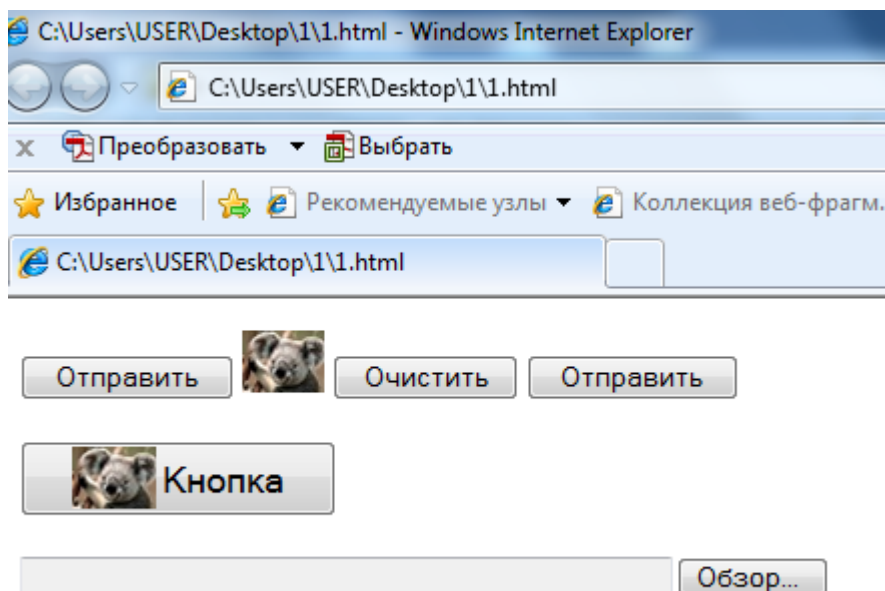 C:\Users\USER\Desktop\1\1.html - Windows Internet Explorer
C:\Users\USER\Desktop\1\1.html
x Преобразовать Выбрать
Избранное Рекомендуемые узлы Коллекция веб-фрагм.
C:\Users\USER\Desktop\1\1.html
Отправить Очистить Отправить
Кнопка
Обзор...